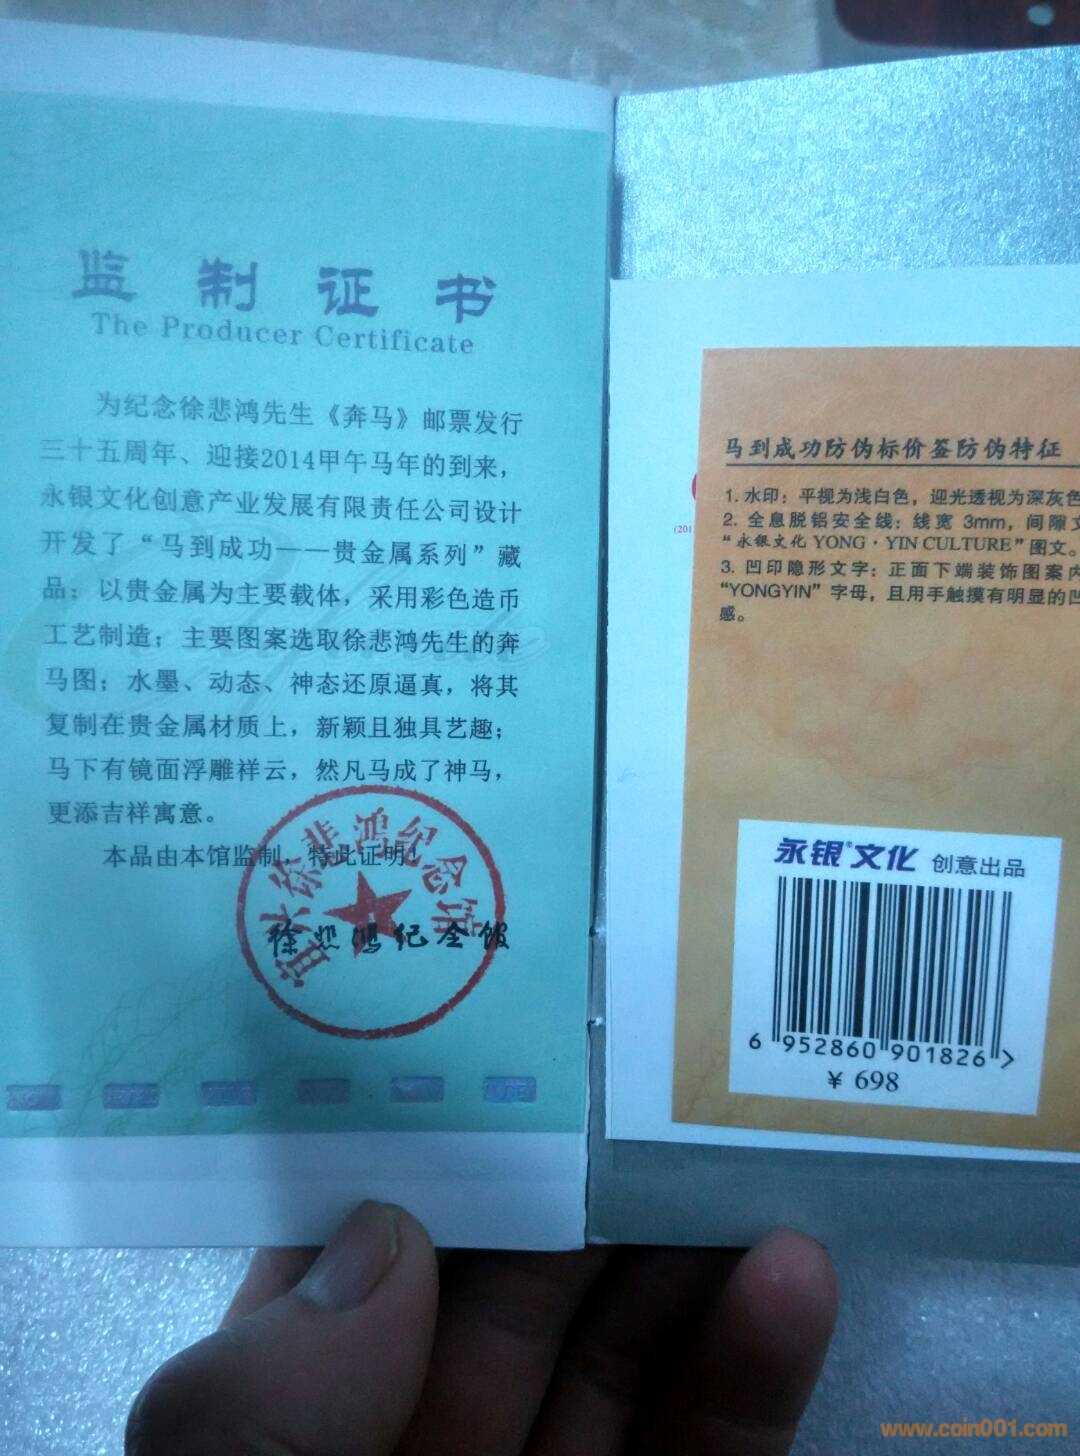 监制证书
The Producer Certificate
为纪念徐悲鸿先生《奔马》邮票发行
三十五周年、迎接2014甲午马年的到来，
永银文化创意产业发展有限责任公司设计
开发了“马到成功——贵金属系列”藏
品；以贵金属为主要载体，采用彩色造币
工艺制造；主要图案选取徐悲鸿先生的奔
马图；水墨、动态、神态还原逼真，将其
复制在贵金属材质上，新颖且独具艺趣；
马下有镜面浮雕祥云，然凡马成了神马，
更添吉祥寓意。
本品由本馆监制，特此证明！
宜兴徐悲鸿纪念馆
徐悲鸿纪念馆
马到成功防伪标价签防伪特征
1. 水印：平视为浅白色，迎光透视为深灰色
2. 全息脱铝安全线：线宽 3mm，间隙文
“永银文化 YONG·YIN CULTURE”图文。
3. 凹印隐形文字：正面下端装饰图案内
“YONGYIN”字母，且用手触摸有明显的凹
感。
(201
永银®文化 创意出品
6 952860 901826 >
¥ 698
www.coin001.com